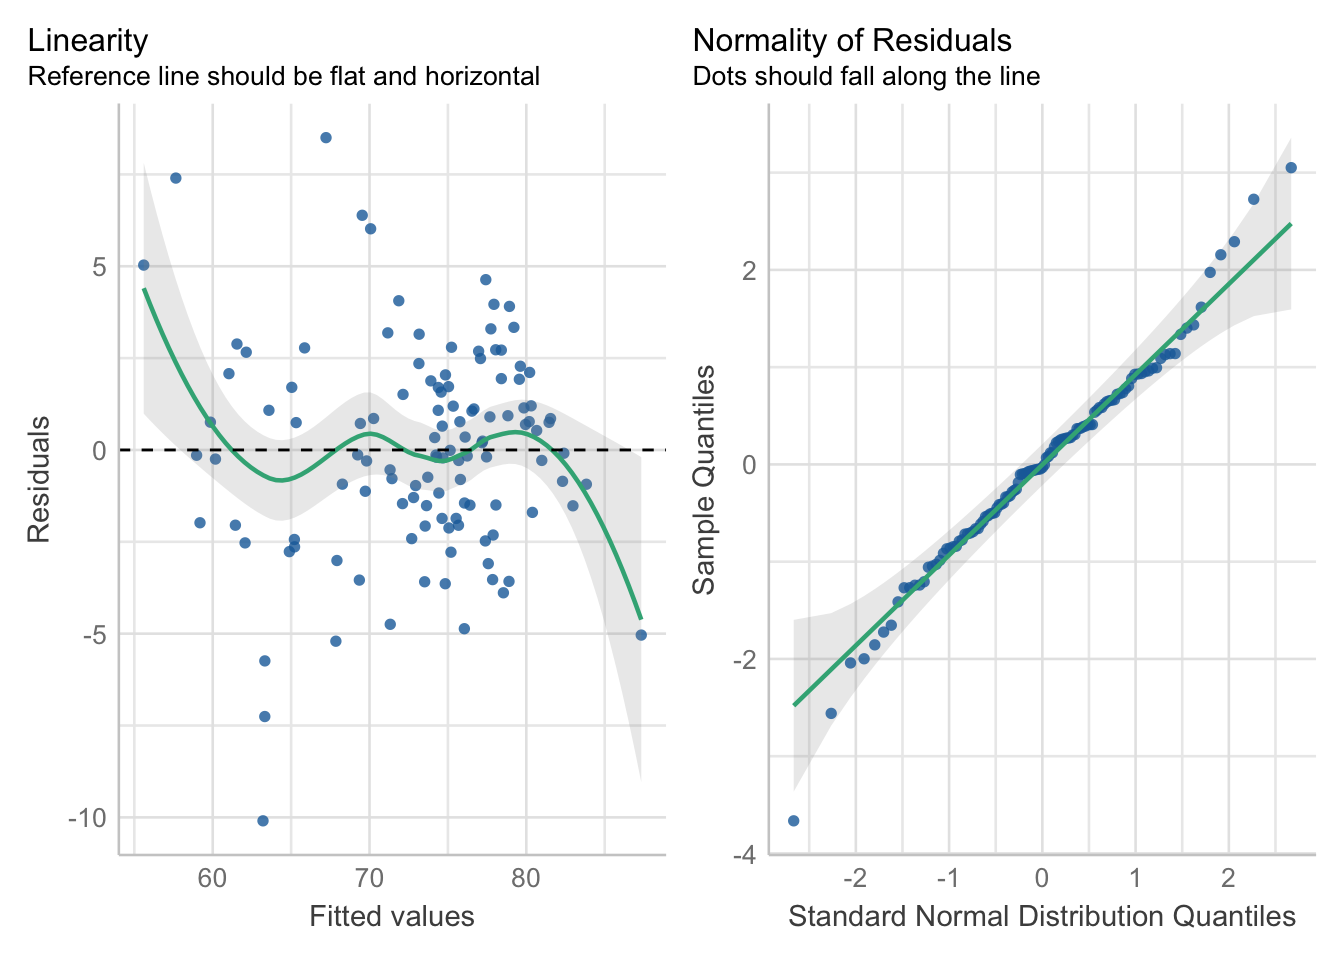 Linearity
Reference line should be flat and horizontal
5
0
-5
-10
60 70 80
Residuals
Fitted values
Normality of Residuals
Dots should fall along the line
2
0
-2
-4
-2 -1 0 1 2
Sample Quantiles
Standard Normal Distribution Quantiles